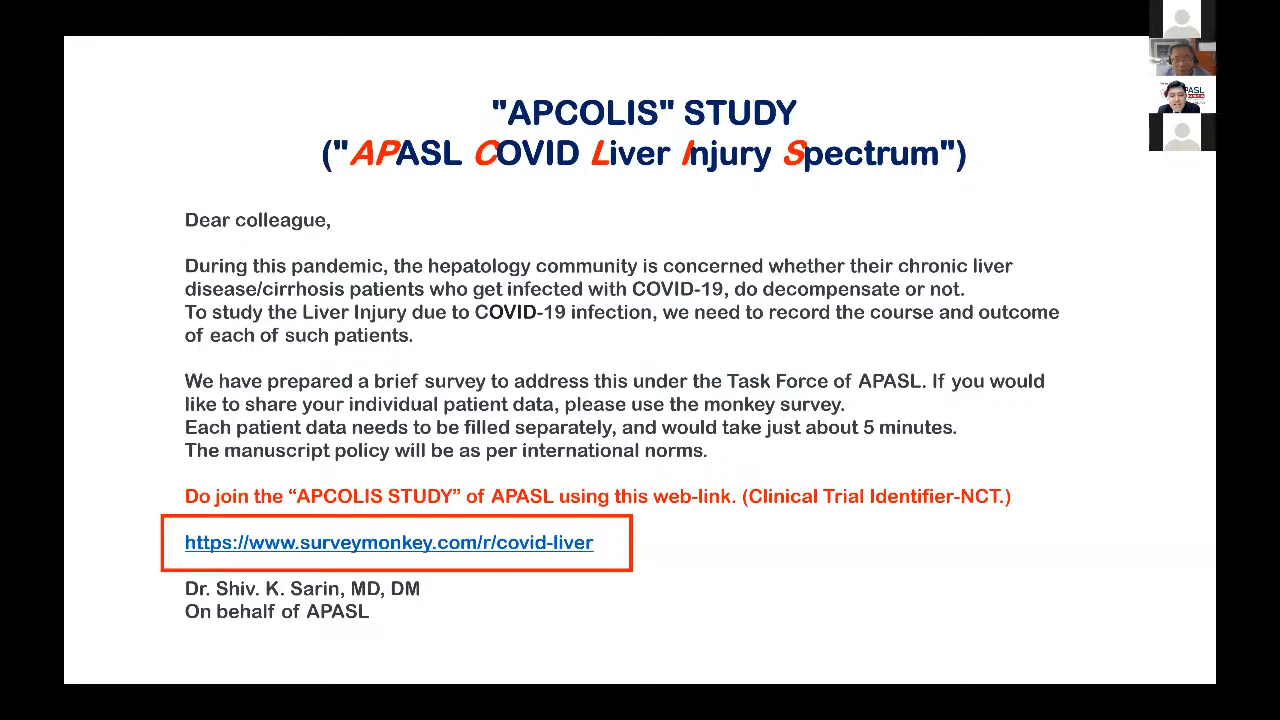 "APCOLIS" STUDY
("APASL COVID Liver Injury Spectrum")
Dear colleague,
During this pandemic, the hepatology community is concerned whether their chronic liver
disease/cirrhosis patients who get infected with COVID-19, do decompensate or not.
To study the Liver Injury due to COVID-19 infection, we need to record the course and outcome
of each of such patients.
We have prepared a brief survey to address this under the Task Force of APASL. If you would
like to share your individual patient data, please use the monkey survey.
Each patient data needs to be filled separately, and would take just about 5 minutes.
The manuscript policy will be as per international norms.
Do join the “APCOLIS STUDY” of APASL using this web-link. (Clinical Trial Identifier-NCT.)
https://www.surveymonkey.com/r/covid-liver
Dr. Shiv. K. Sarin, MD, DM
On behalf of APASL